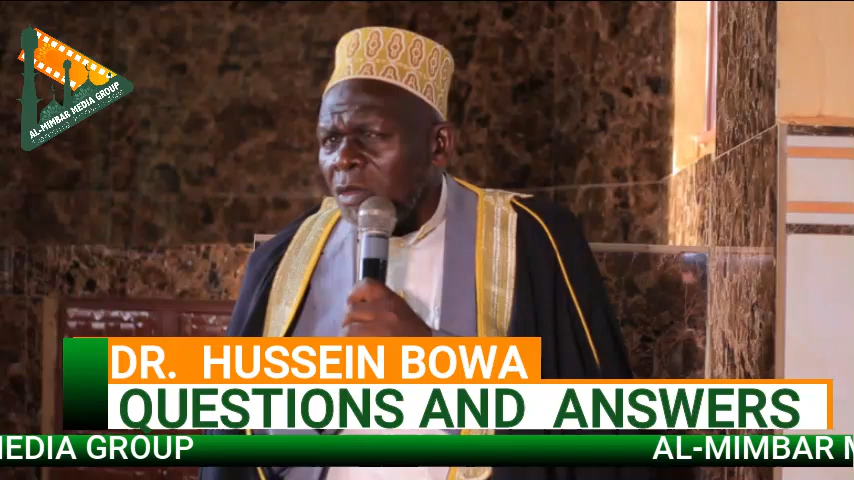 AL-MIMBAR MEDIA GROUP
DR. HUSSEIN BOWA
QUESTIONS AND ANSWERS
MEDIA GROUP AL-MIMBAR M